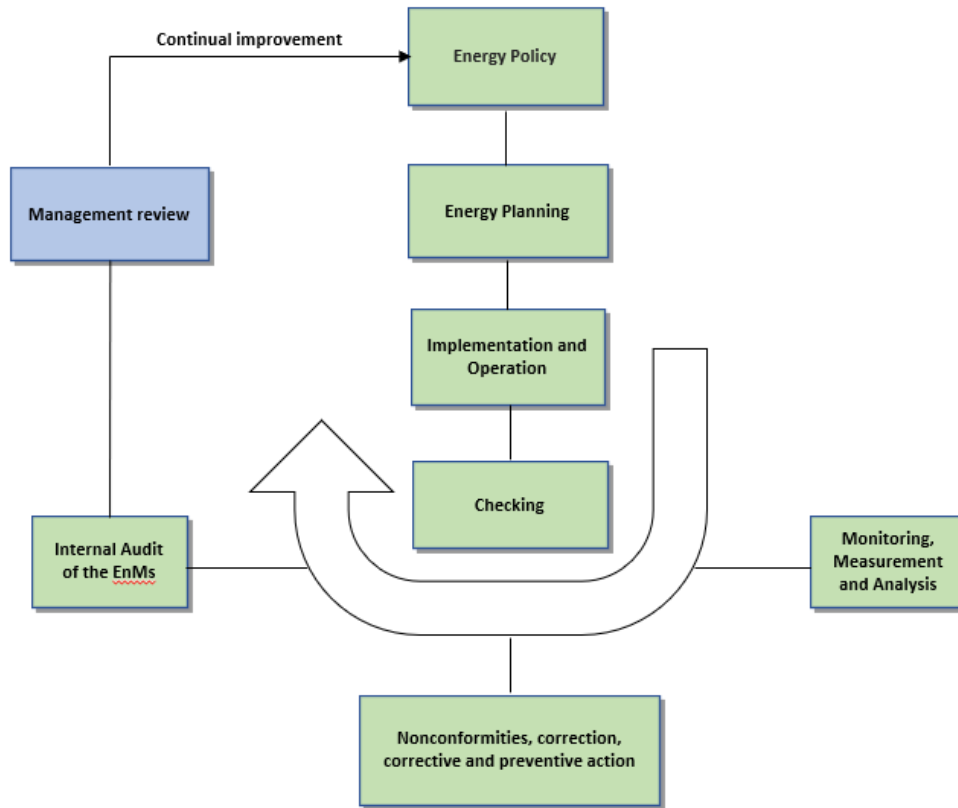 Continual improvement
Energy Policy
Management review
Energy Planning
Implementation and
Operation
Checking
Internal Audit
of the EnMs
Monitoring,
Measurement
and Analysis
Nonconformities, correction,
corrective and preventive action